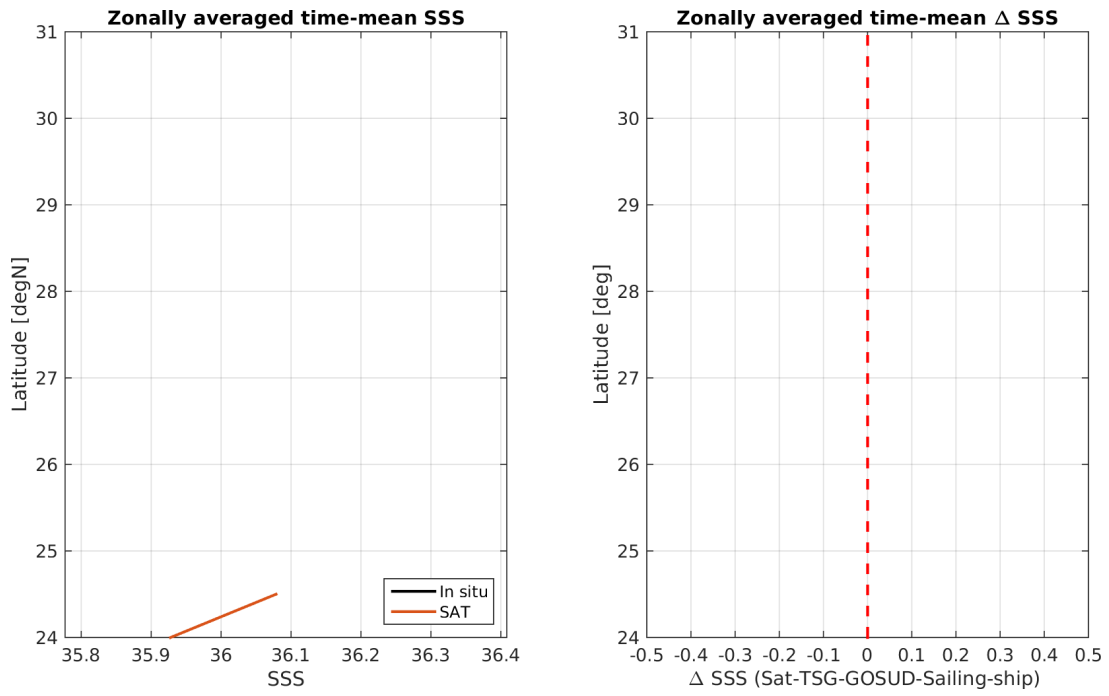 Zonally averaged time-mean SSS
31
30
29
28
27
26
25
24
Latitude [degN]
35.8 35.9 36 36.1 36.2 36.3 36.4
SSS
In situ
SAT
Zonally averaged time-mean Δ SSS
31
30
29
28
27
26
25
24
Latitude [deg]
-0.5 -0.4 -0.3 -0.2 -0.1 0 0.1 0.2 0.3 0.4 0.5
Δ SSS (Sat-TSG-GOSUD-Sailing-ship)